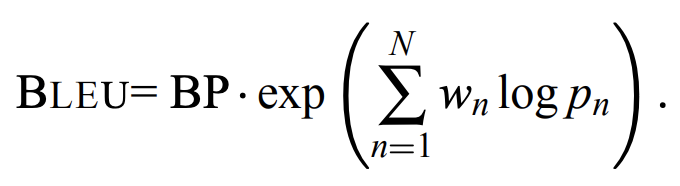 BLEU= BP · exp ( ∑_{n=1}^{N} w_n log p_n ) .